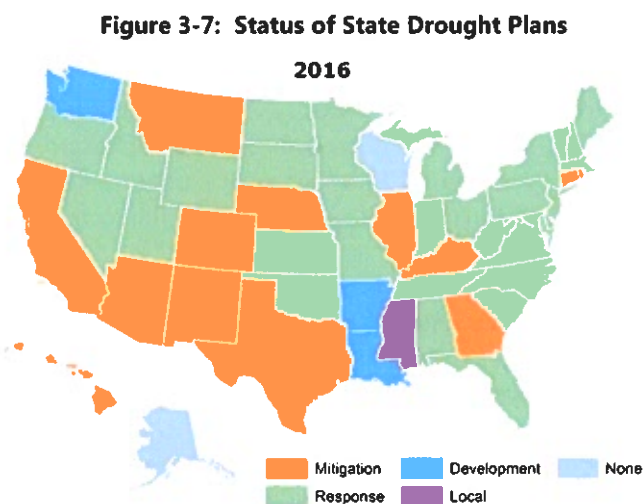 Figure 3-7: Status of State Drought Plans
2016
Mitigation Development None
Response Local